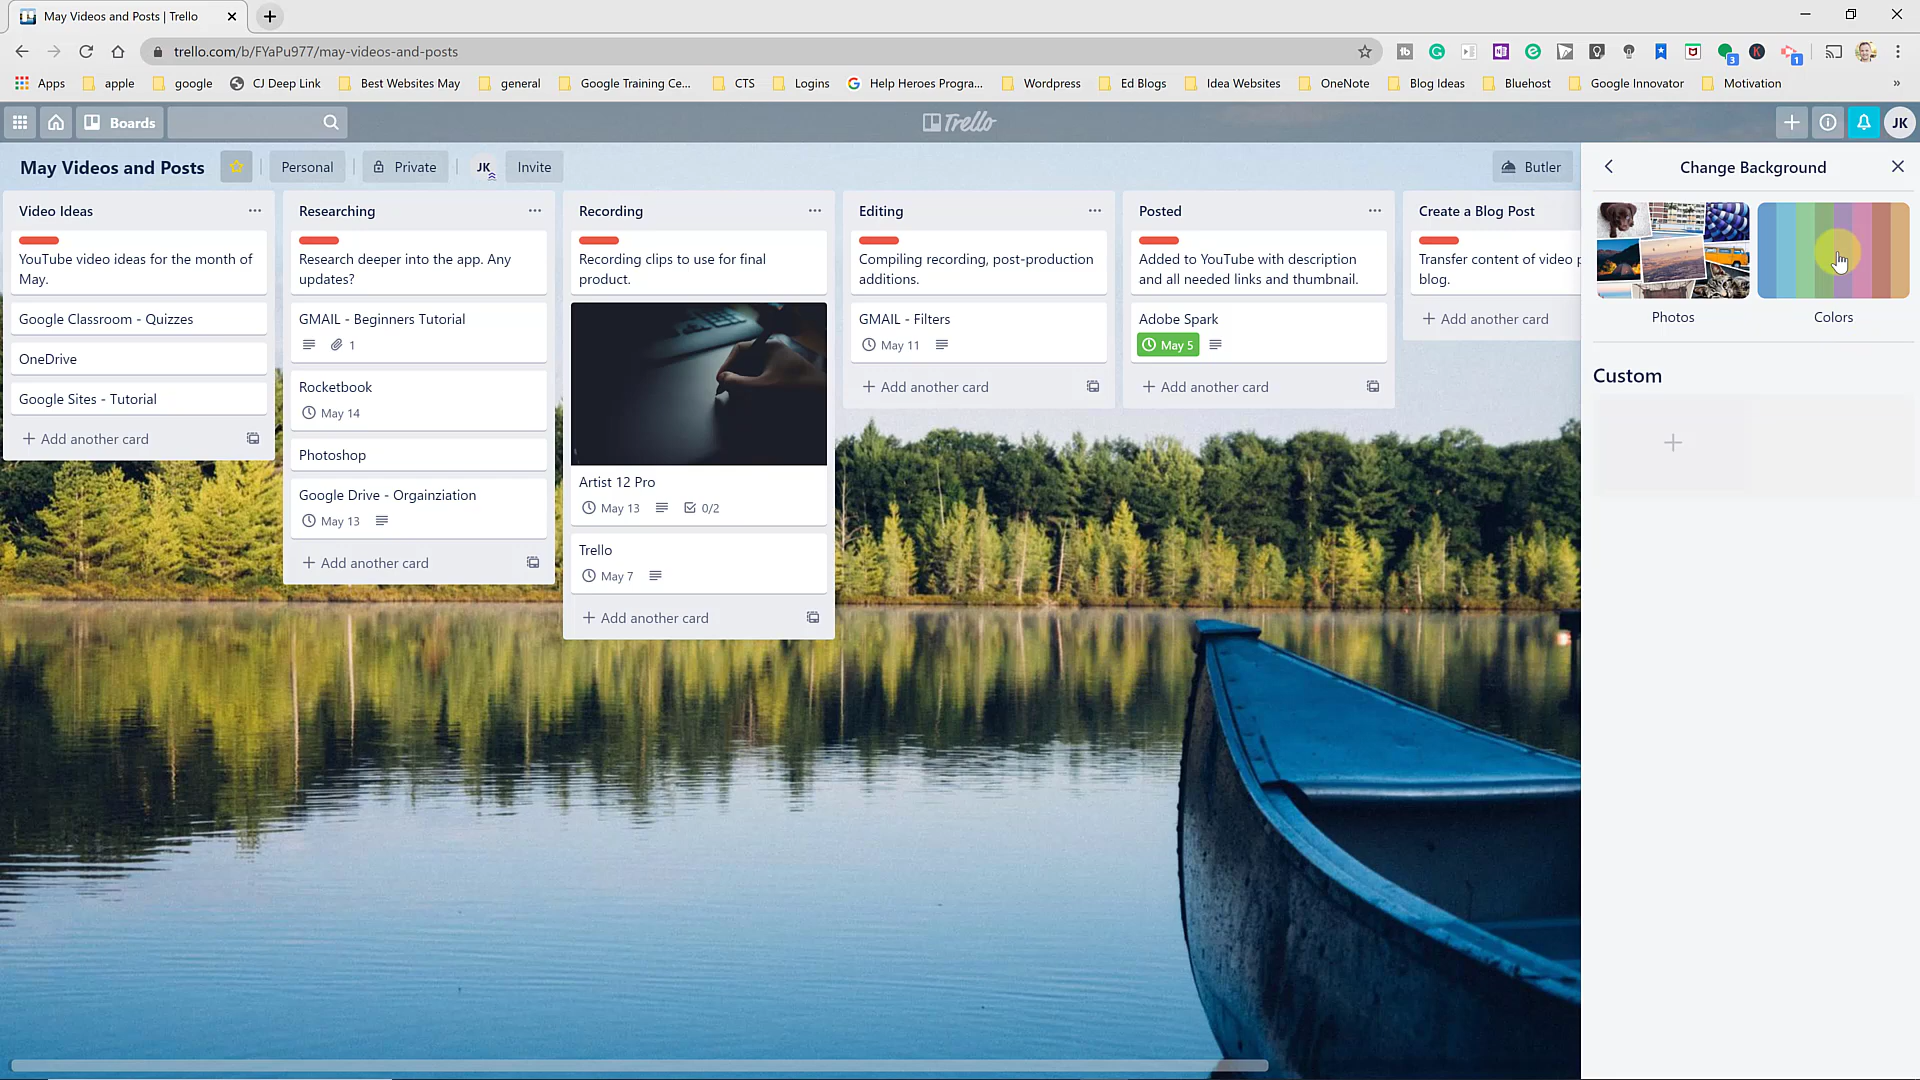 May Videos and Posts | Trello
trello.com/b/FYaPu977/may-videos-and-posts
3
1
Apps
apple
google
CJ Deep Link
Best Websites May
general
Google Training Ce...
CTS
Logins
Help Heroes Progra...
Wordpress
Ed Blogs
Idea Websites
OneNote
Blog Ideas
Bluehost
Google Innovator
Motivation
»
Boards
Trello
JK
May Videos and Posts
Personal
Private
JK
Invite
Butler
Video Ideas
YouTube video ideas for the month of
May.
Google Classroom - Quizzes
OneDrive
Google Sites - Tutorial
Add another card
Researching
Research deeper into the app. Any
updates?
GMAIL - Beginners Tutorial
1
Rocketbook
May 14
Photoshop
Google Drive - Orgainziation
May 13
Add another card
Recording
Recording clips to use for final
product.
Artist 12 Pro
May 13
0/2
Trello
May 7
Add another card
Editing
Compiling recording, post-production
additions.
GMAIL - Filters
May 11
Add another card
Posted
Added to YouTube with description
and all needed links and thumbnail.
Adobe Spark
May 5
Add another card
Create a Blog Post
Transfer content of video p
blog.
Add another card
Change Background
Photos
Colors
Custom